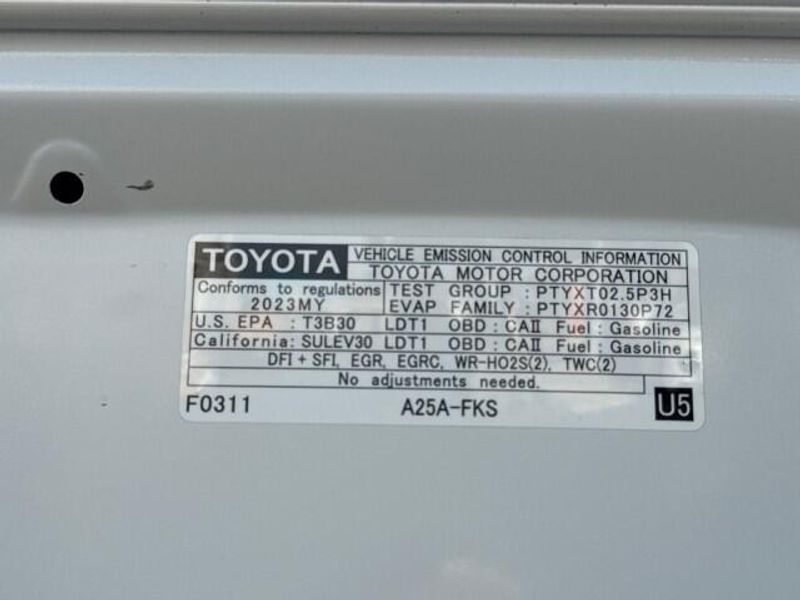 TOYOTA VEHICLE EMISSION CONTROL INFORMATION
TOYOTA MOTOR CORPORATION
Conforms to regulations
2023MY
TEST GROUP : PTYXT02.5P3H
EVAP FAMILY : PTYXR0130P72
U.S. EPA : T3B30 LDT1 OBD : CAII Fuel : Gasoline
California: SULEV30 LDT1 OBD : CAII Fuel : Gasoline
DFI + SFI, EGR, EGRC, WR-HO2S(2), TWC(2)
No adjustments needed.
F0311 A25A-FKS U5